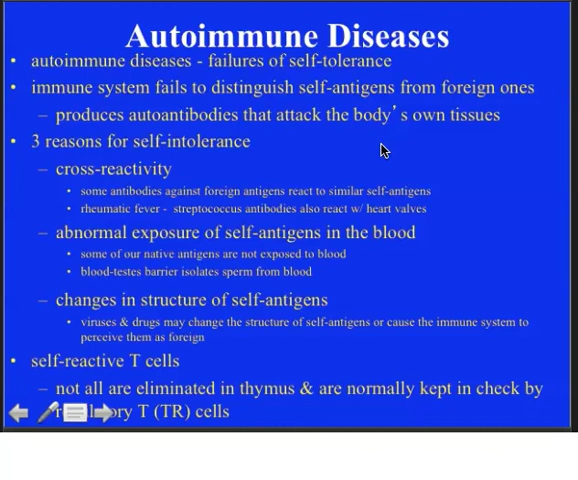 Autoimmune Diseases
• autoimmune diseases - failures of self-tolerance
• immune system fails to distinguish self-antigens from foreign ones
– produces autoantibodies that attack the body's own tissues
• 3 reasons for self-intolerance
– cross-reactivity
• some antibodies against foreign antigens react to similar self-antigens
• rheumatic fever - streptococcus antibodies also react w/ heart valves
– abnormal exposure of self-antigens in the blood
• some of our native antigens are not exposed to blood
• blood-testes barrier isolates sperm from blood
– changes in structure of self-antigens
• viruses & drugs may change the structure of self-antigens or cause the immune system to
perceive them as foreign
• self-reactive T cells
– not all are eliminated in thymus & are normally kept in check by
T (TR) cells